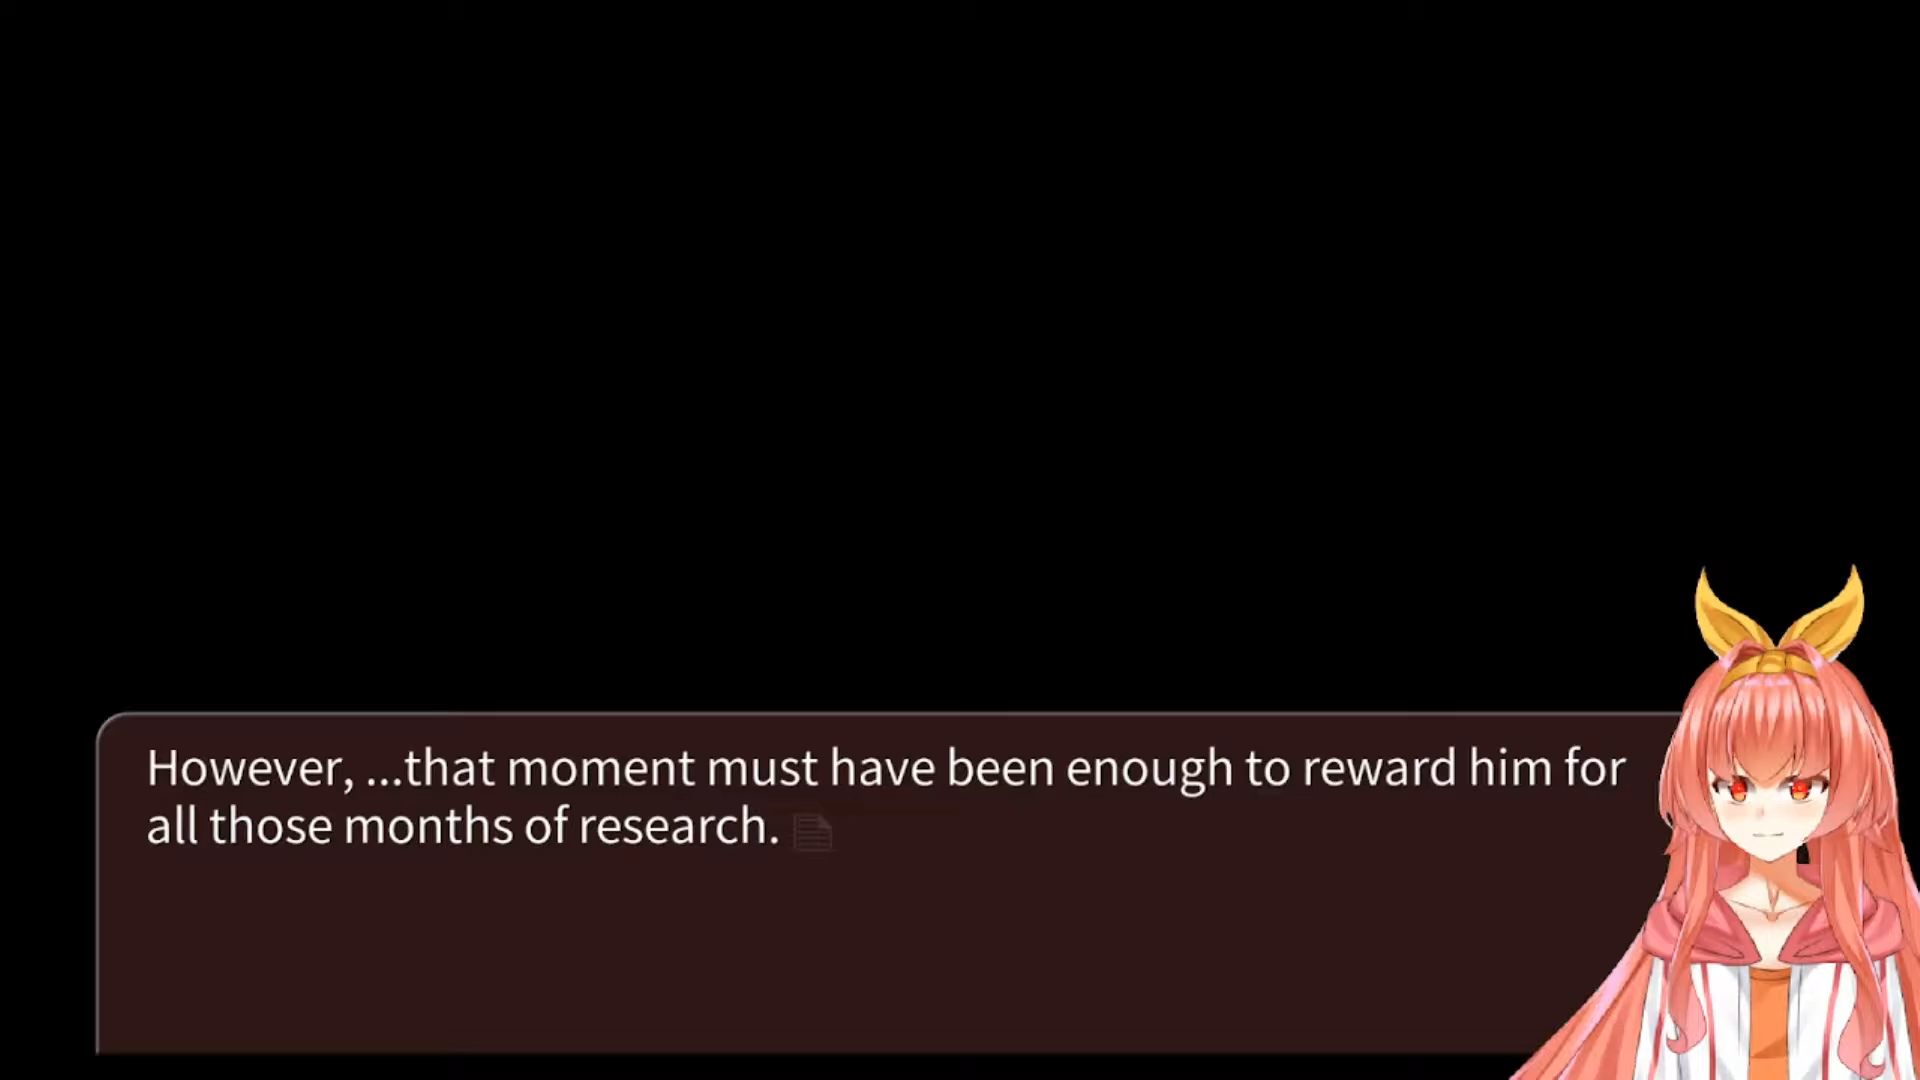 However, ...that moment must have been enough to reward him for
all those months of research.